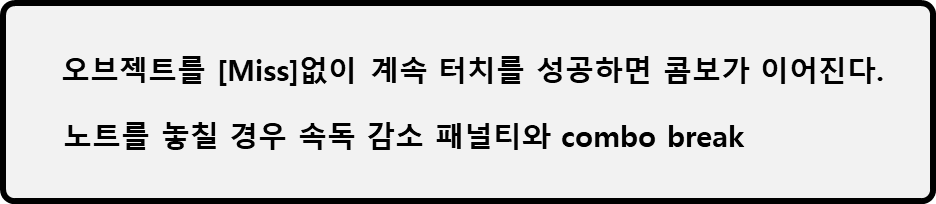 오브젝트를 [Miss]없이 계속 터치를 성공하면 콤보가 이어진다.
노트를 놓칠 경우 속독 감소 패널티와 combo break